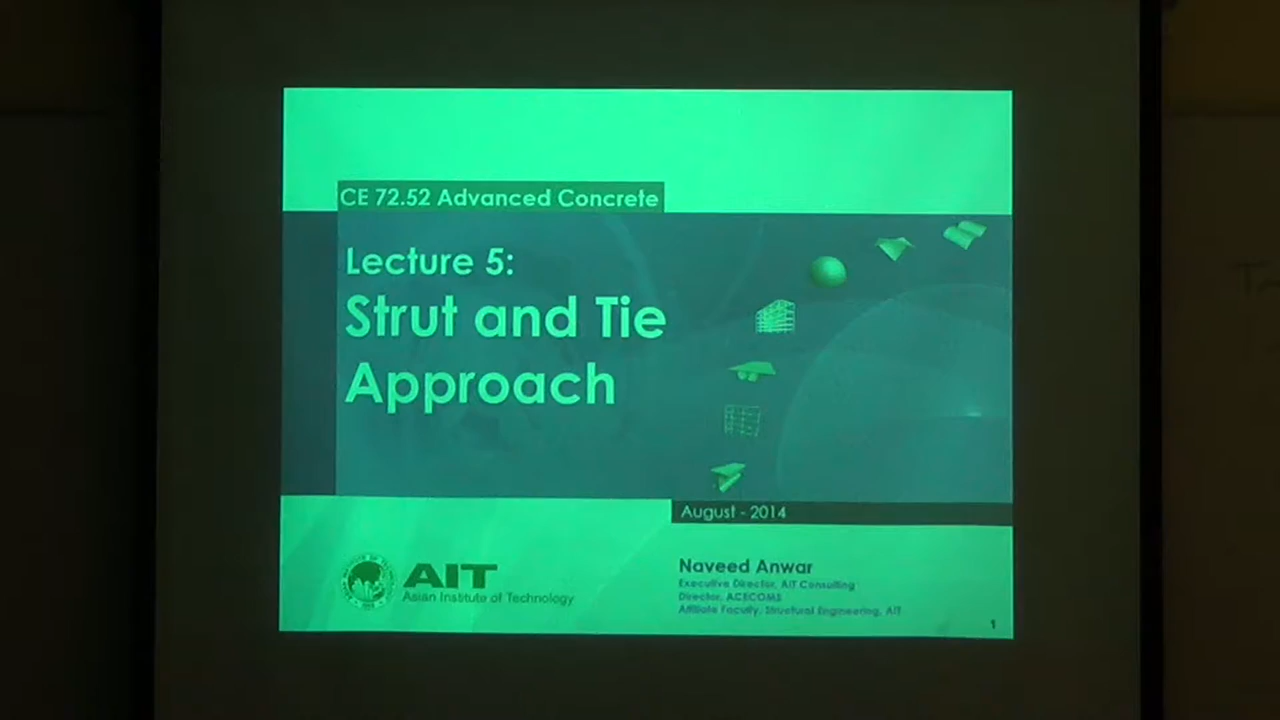 CE 72.52 Advanced Concrete
Lecture 5:
Strut and Tie
Approach
August - 2014
AIT
Asian Institute of Technology
Naveed Anwar
Executive Director, AIT Consulting
Director, ACECOMS
Affiliate Faculty, Structural Engineering, AIT
1